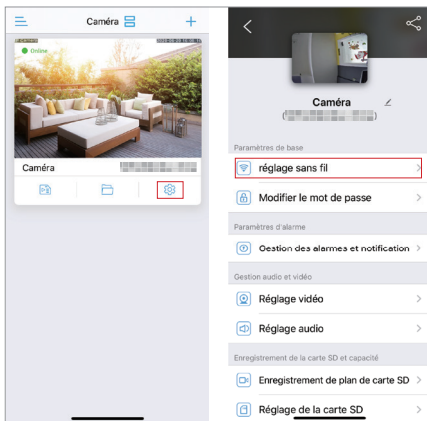 Caméra
Online
Caméra
Caméra
Paramètres de base
réglage sans fil
Modifier le mot de passe
Paramètres d'alarme
Gestion des alarmes et notification
Gestion audio et vidéo
Réglage vidéo
Réglage audio
Enregistrement de la carte SD et capacité
Enregistrement de plan de carte SD
Réglage de la carte SD